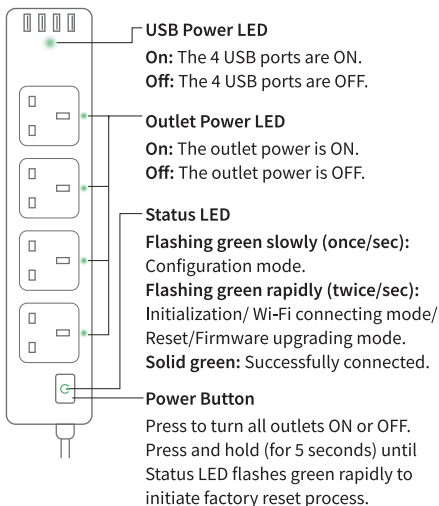 USB Power LED
On: The 4 USB ports are ON.
Off: The 4 USB ports are OFF.
Outlet Power LED
On: The outlet power is ON.
Off: The outlet power is OFF.
Status LED
Flashing green slowly (once/sec):
Configuration mode.
Flashing green rapidly (twice/sec):
Initialization/ Wi-Fi connecting mode/
Reset/Firmware upgrading mode.
Solid green: Successfully connected.
Power Button
Press to turn all outlets ON or OFF.
Press and hold (for 5 seconds) until
Status LED flashes green rapidly to
initiate factory reset process.